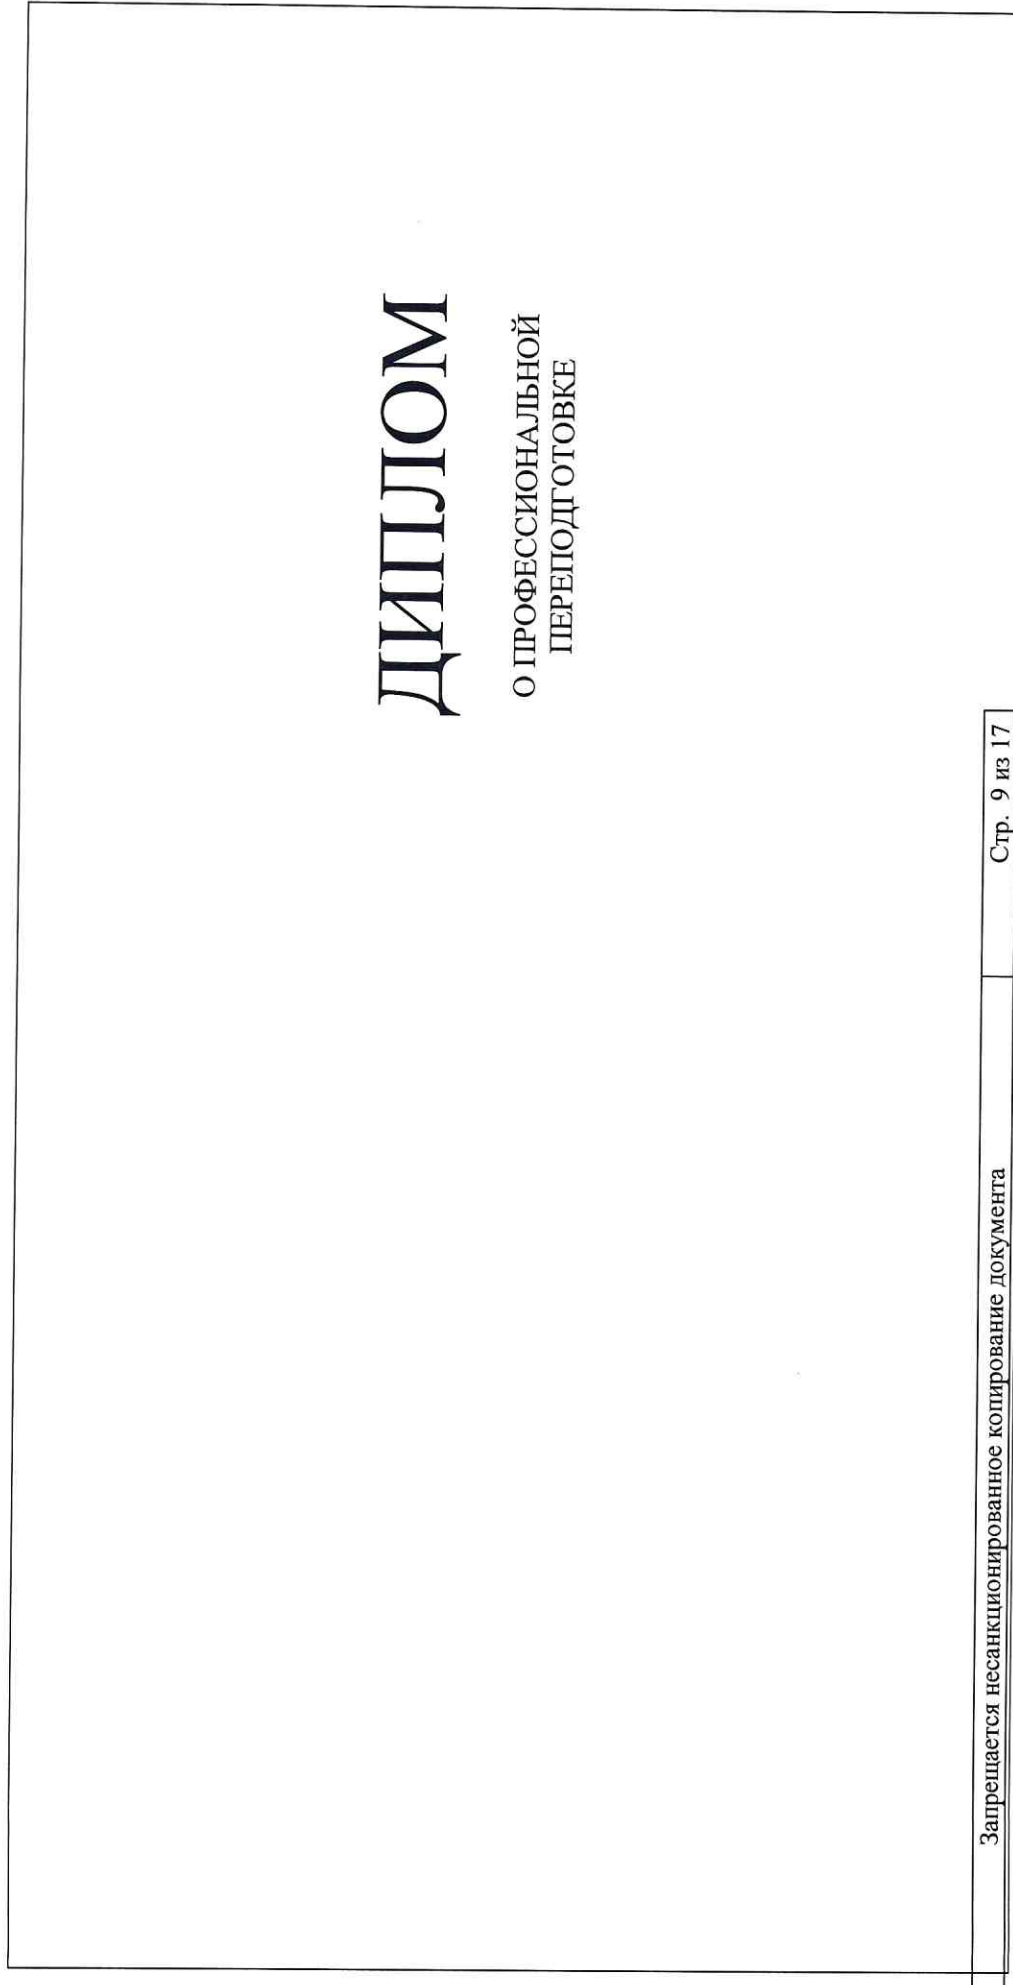 ДИПЛОМ
О ПРОФЕССИОНАЛЬНОЙ
ПЕРЕПОДГОТОВКЕ
Запрещается несанкционированное копирование документа
Стр. 9 из 17